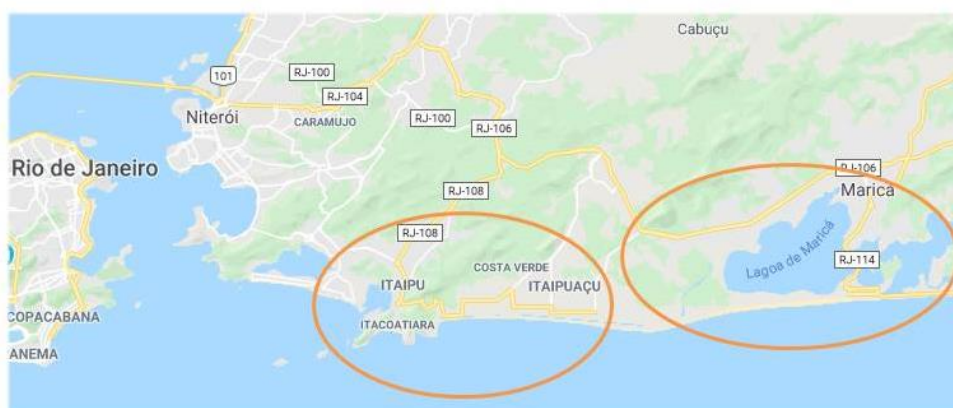 Cabuçu
101
RJ-100
RJ-104
Niterói
CARAMUJO
RJ-100
RJ-106
Rio de Janeiro
RJ-106
RJ-108
Maricá
RJ-108
Lagoa de Maricá
RJ-114
COSTA VERDE
ITAIPU
ITAIPUAÇU
COPACABANA
ITACOATIARA
ANEMA